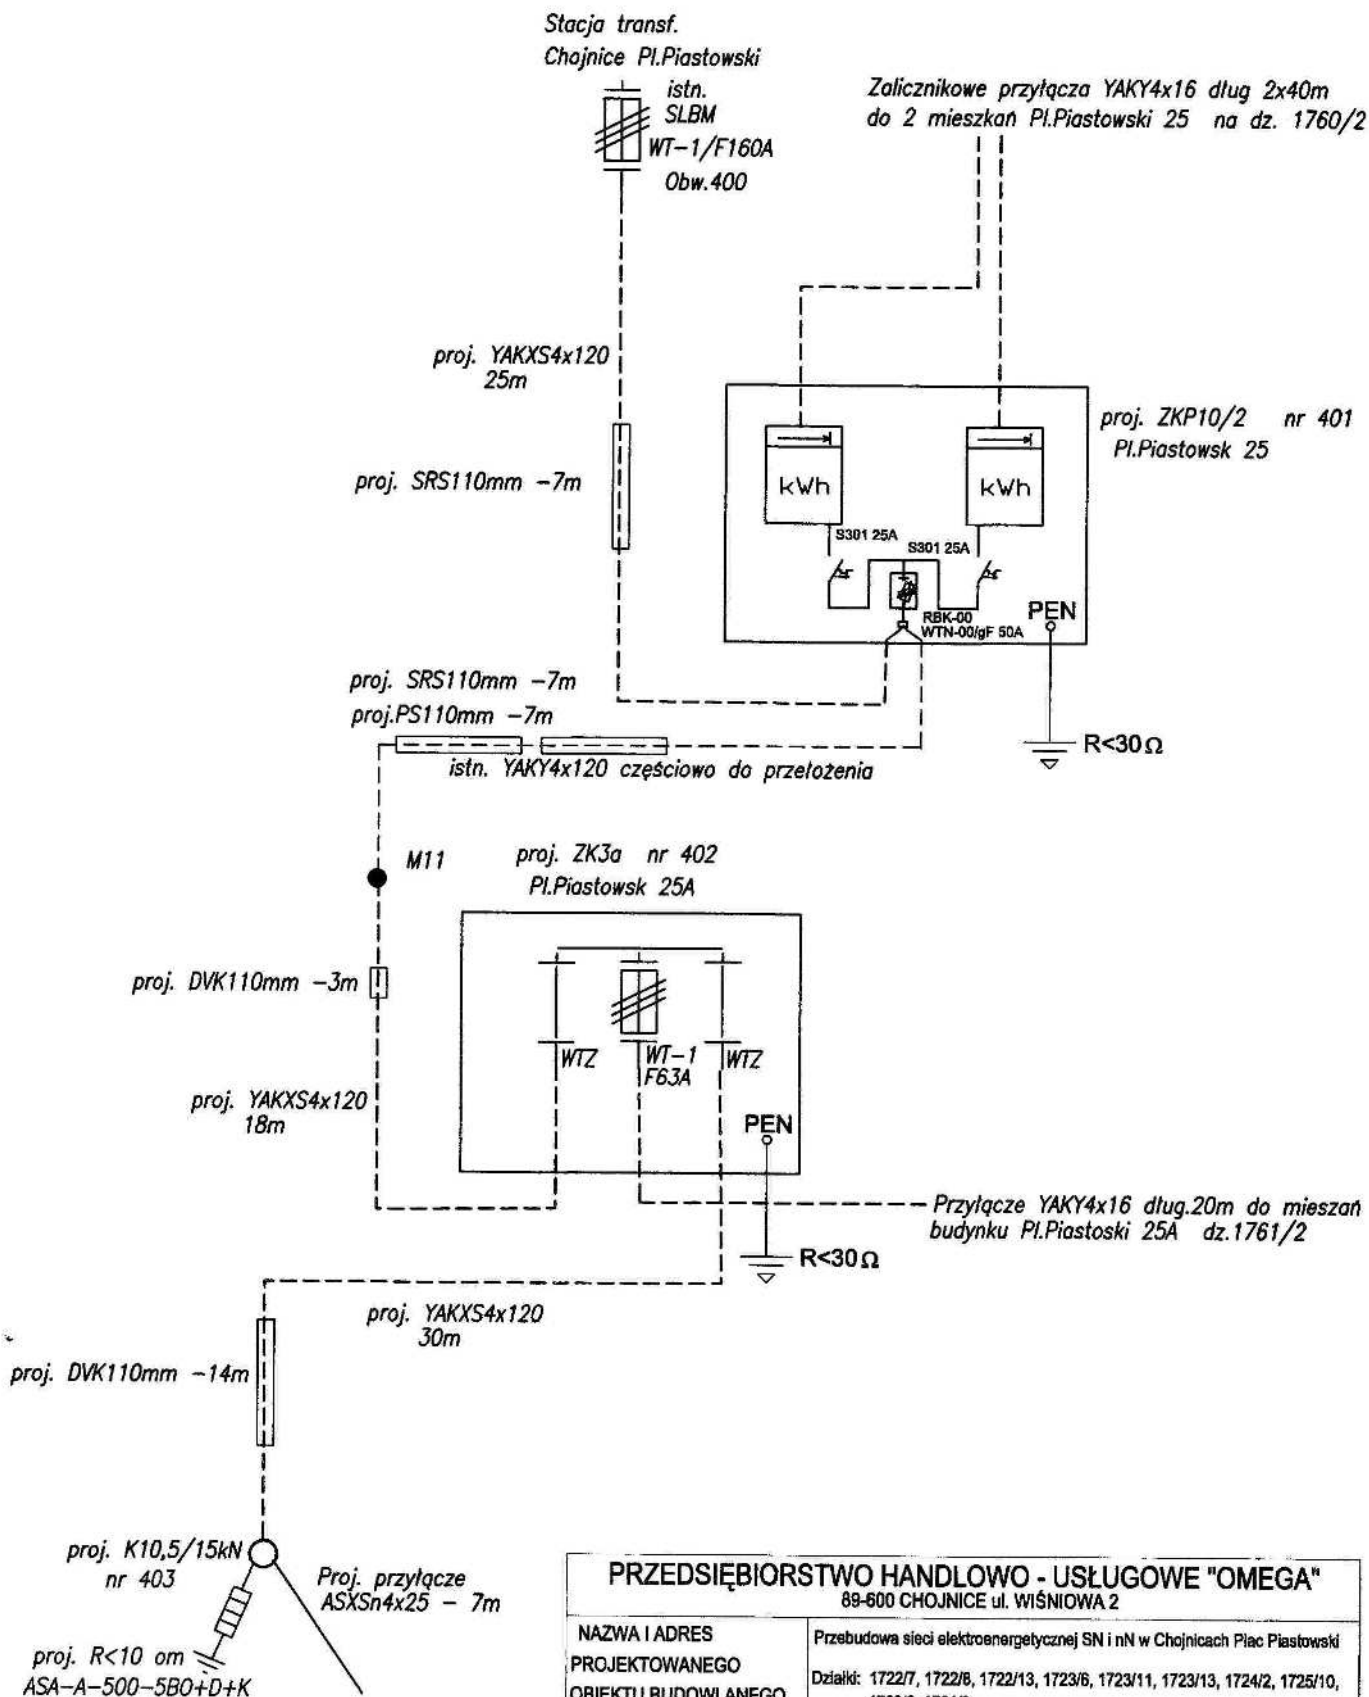 Stacja transf.
Chojnice Pl.Piastowski
istn.
SLBM
WT-1/F160A
Obw.400
Zalicznikowe przyłącza YAKY4x16 dług 2x40m
do 2 mieszkań Pl.Piastowski 25 na dz. 1760/2
proj. YAKXS4x120
25m
proj. SRS110mm -7m
proj. ZKP10/2 nr 401
Pl.Piastowsk 25
kWh
kWh
S301 25A
S301 25A
RBK-00
WTN-00/gF 50A
PEN
R<30Ω
proj. SRS110mm -7m
proj.PS110mm -7m
istn. YAKY4x120 częściowo do przełożenia
M11
proj. ZK3a nr 402
Pl.Piastowsk 25A
proj. DVK110mm -3m
WTZ
WT-1
F63A
WTZ
proj. YAKXS4x120
18m
PEN
Przyłącze YAKY4x16 dług.20m do mieszań
budynku Pl.Piastoski 25A dz.1761/2
R<30Ω
proj. YAKXS4x120
30m
proj. DVK110mm -14m
proj. K10,5/15kN
nr 403
Proj. przyłącze
ASXSn4x25 - 7m
proj. R<10 om
ASA-A-500-5BO+D+K
PRZEDSIĘBIORSTWO HANDLOWO - USŁUGOWE "OMEGA"
89-600 CHOJNICE ul. WIŚNIOWA 2
NAZWA I ADRES
PROJEKTOWANEGO
OBIEKTU BUDOWLANEGO
Przebudowa sieci elektroenergetycznej SN i nN w Chojnicach Plac Piastowski
Działki: 1722/7, 1722/8, 1722/13, 1723/6, 1723/11, 1723/13, 1724/2, 1725/10,